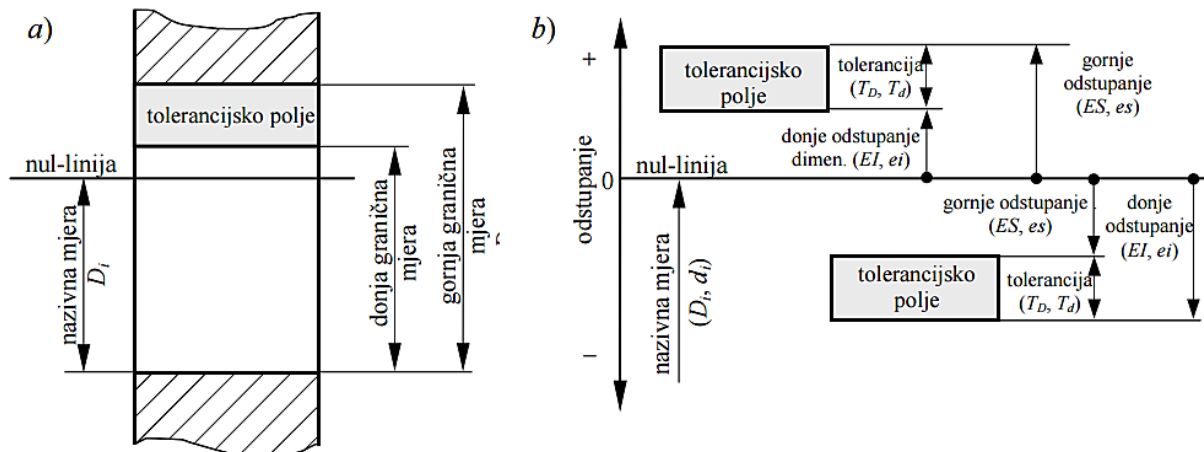 a)
tolerancijsko polje
nul-linija
nazivna mjera
D_i
donja granična
mjera
gornja granična
mjera
b)
+
odstupanje
0
–
nul-linija
nazivna mjera
(D_i, d_i)
tolerancijsko
polje
tolerancija
(T_D, T_d)
donje odstupanje
dimen. (EI, ei)
gornje
odstupanje
(ES, es)
gornje odstupanje
(ES, es)
donje
odstupanje
(EI, ei)
tolerancijsko
polje
tolerancija
(T_D, T_d)